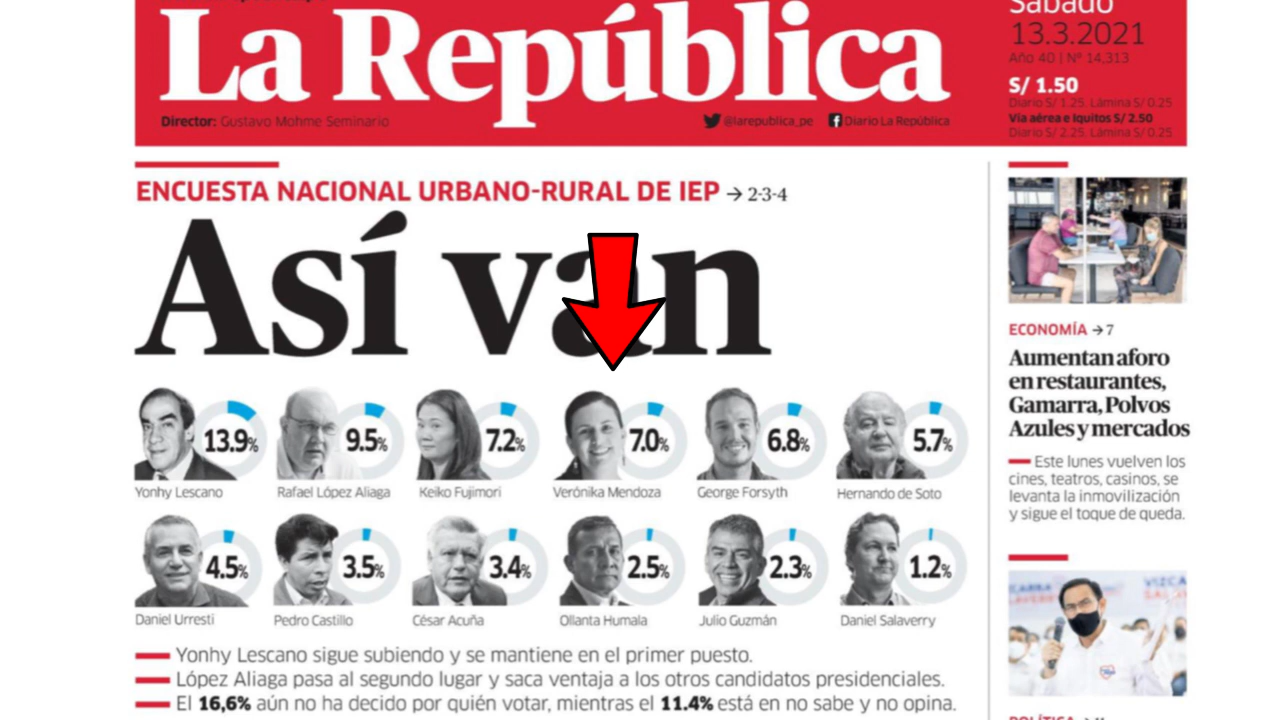 La República
Director: Gustavo Mohme Seminario
@larepublica_pe Diario La República
Sábado
13.3.2021
Año 40 | Nº 14,313
S/ 1.50
Diario S/ 1.25. Lámina S/ 0.25
Vía aérea e Iquitos S/ 2.50
Diario S/ 2.25. Lámina S/ 0.25
ENCUESTA NACIONAL URBANO-RURAL DE IEP → 2-3-4
Así van
13.9% 9.5% 7.2% 7.0% 6.8% 5.7%
Yonhy Lescano Rafael López Aliaga Keiko Fujimori Verónika Mendoza George Forsyth Hernando de Soto
4.5% 3.5% 3.4% 2.5% 2.3% 1.2%
Daniel Urresti Pedro Castillo César Acuña Ollanta Humala Julio Guzmán Daniel Salaverry
Yonhy Lescano sigue subiendo y se mantiene en el primer puesto.
López Aliaga pasa al segundo lugar y saca ventaja a los otros candidatos presidenciales.
El 16,6% aún no ha decido por quién votar, mientras el 11.4% está en no sabe y no opina.
ECONOMÍA → 7
Aumentan aforo
en restaurantes,
Gamarra, Polvos
Azules y mercados
Este lunes vuelven los
cines, teatros, casinos, se
levanta la inmovilización
y sigue el toque de queda.